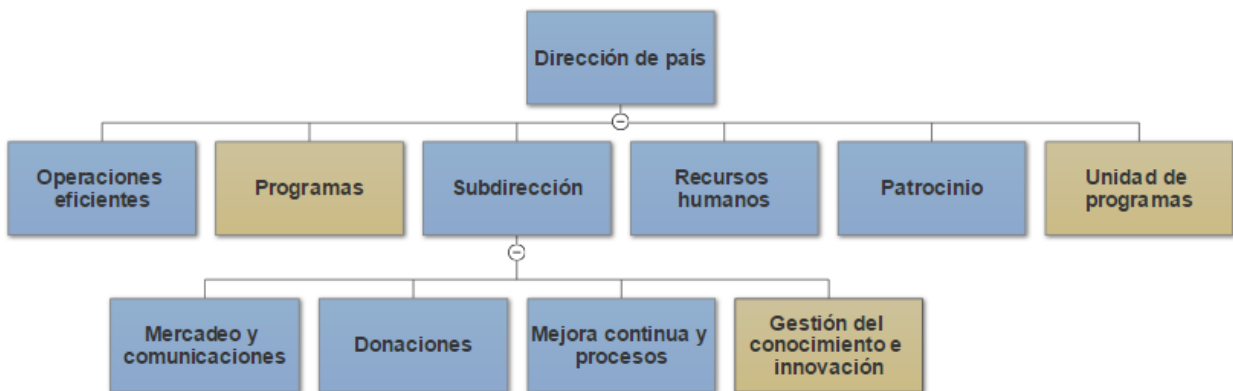 Dirección de país
Operaciones
eficientes
Programas
Subdirección
Recursos
humanos
Patrocinio
Unidad de
programas
Mercadeo y
comunicaciones
Donaciones
Mejora continua y
procesos
Gestión del
conocimiento e
innovación